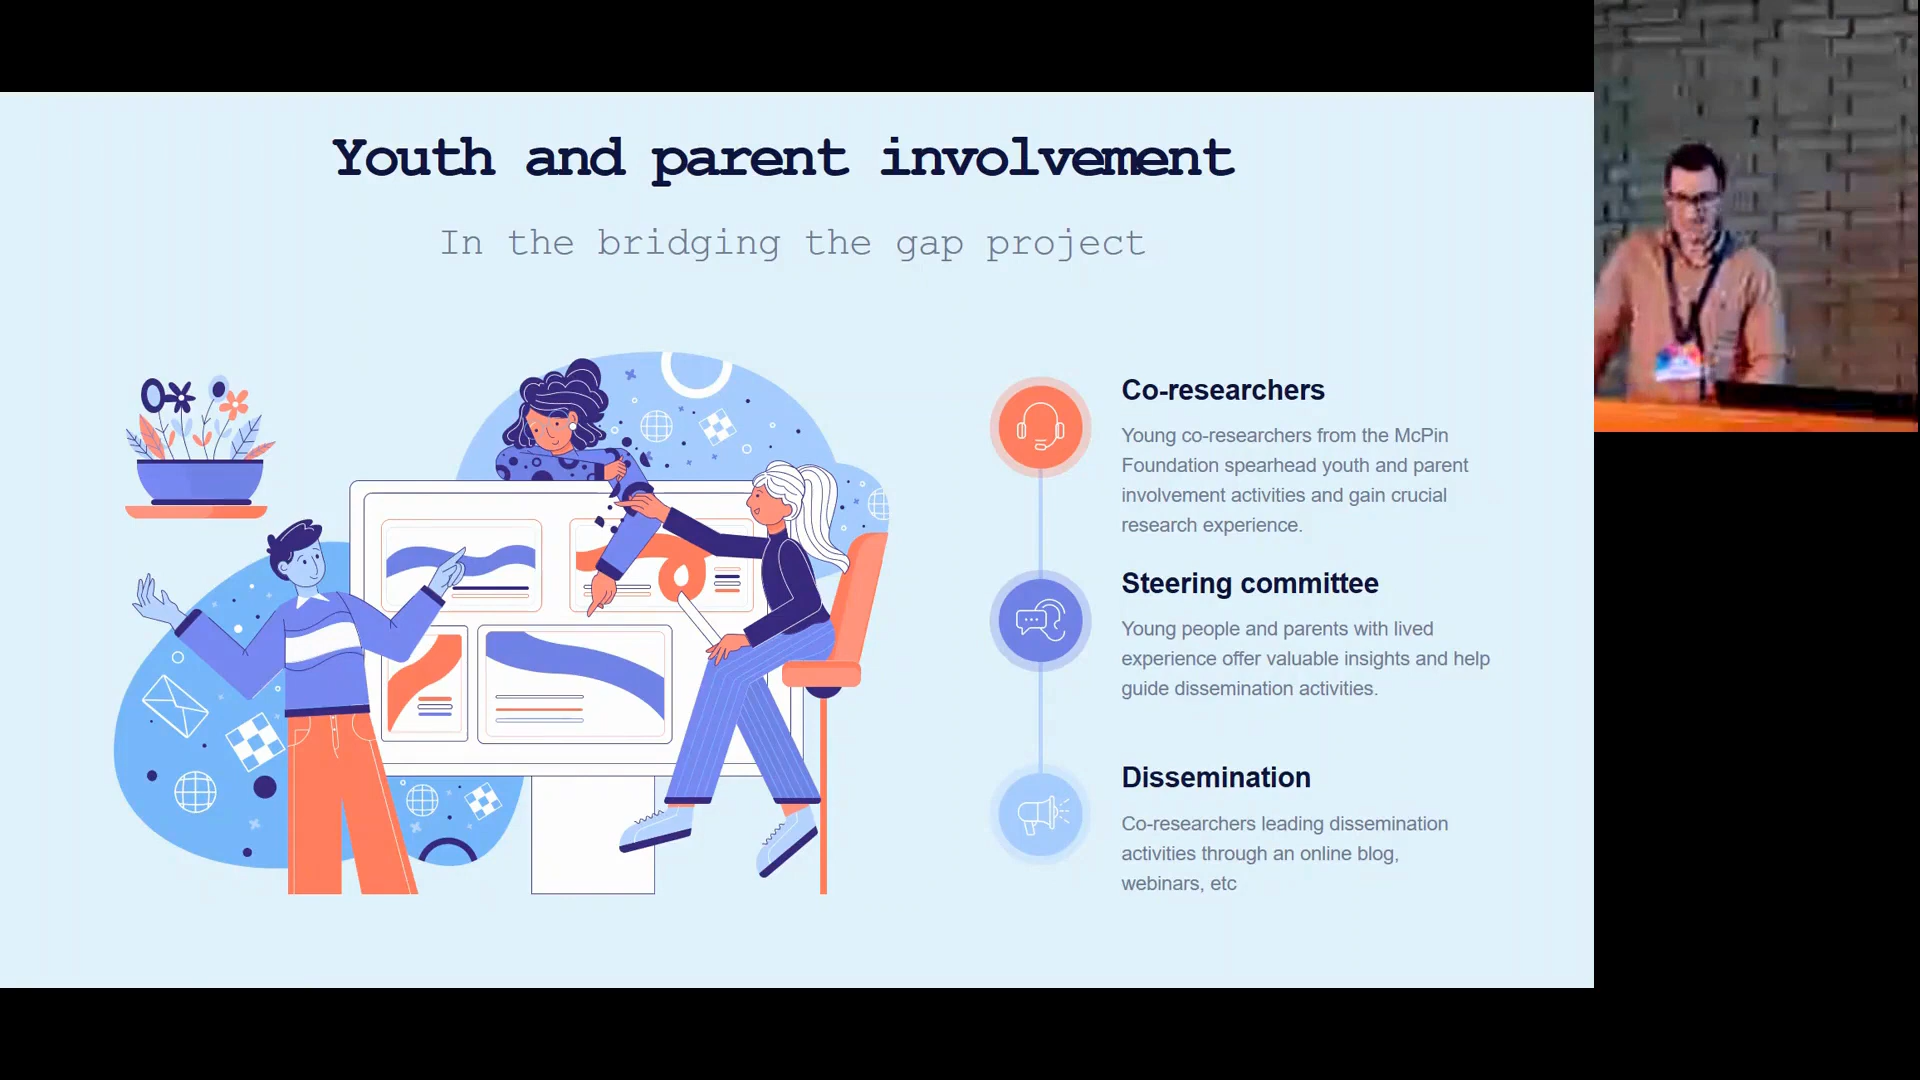 Youth and parent involvement
In the bridging the gap project
Co-researchers
Young co-researchers from the McPin
Foundation spearhead youth and parent
involvement activities and gain crucial
research experience.
Steering committee
Young people and parents with lived
experience offer valuable insights and help
guide dissemination activities.
Dissemination
Co-researchers leading dissemination
activities through an online blog,
webinars, etc